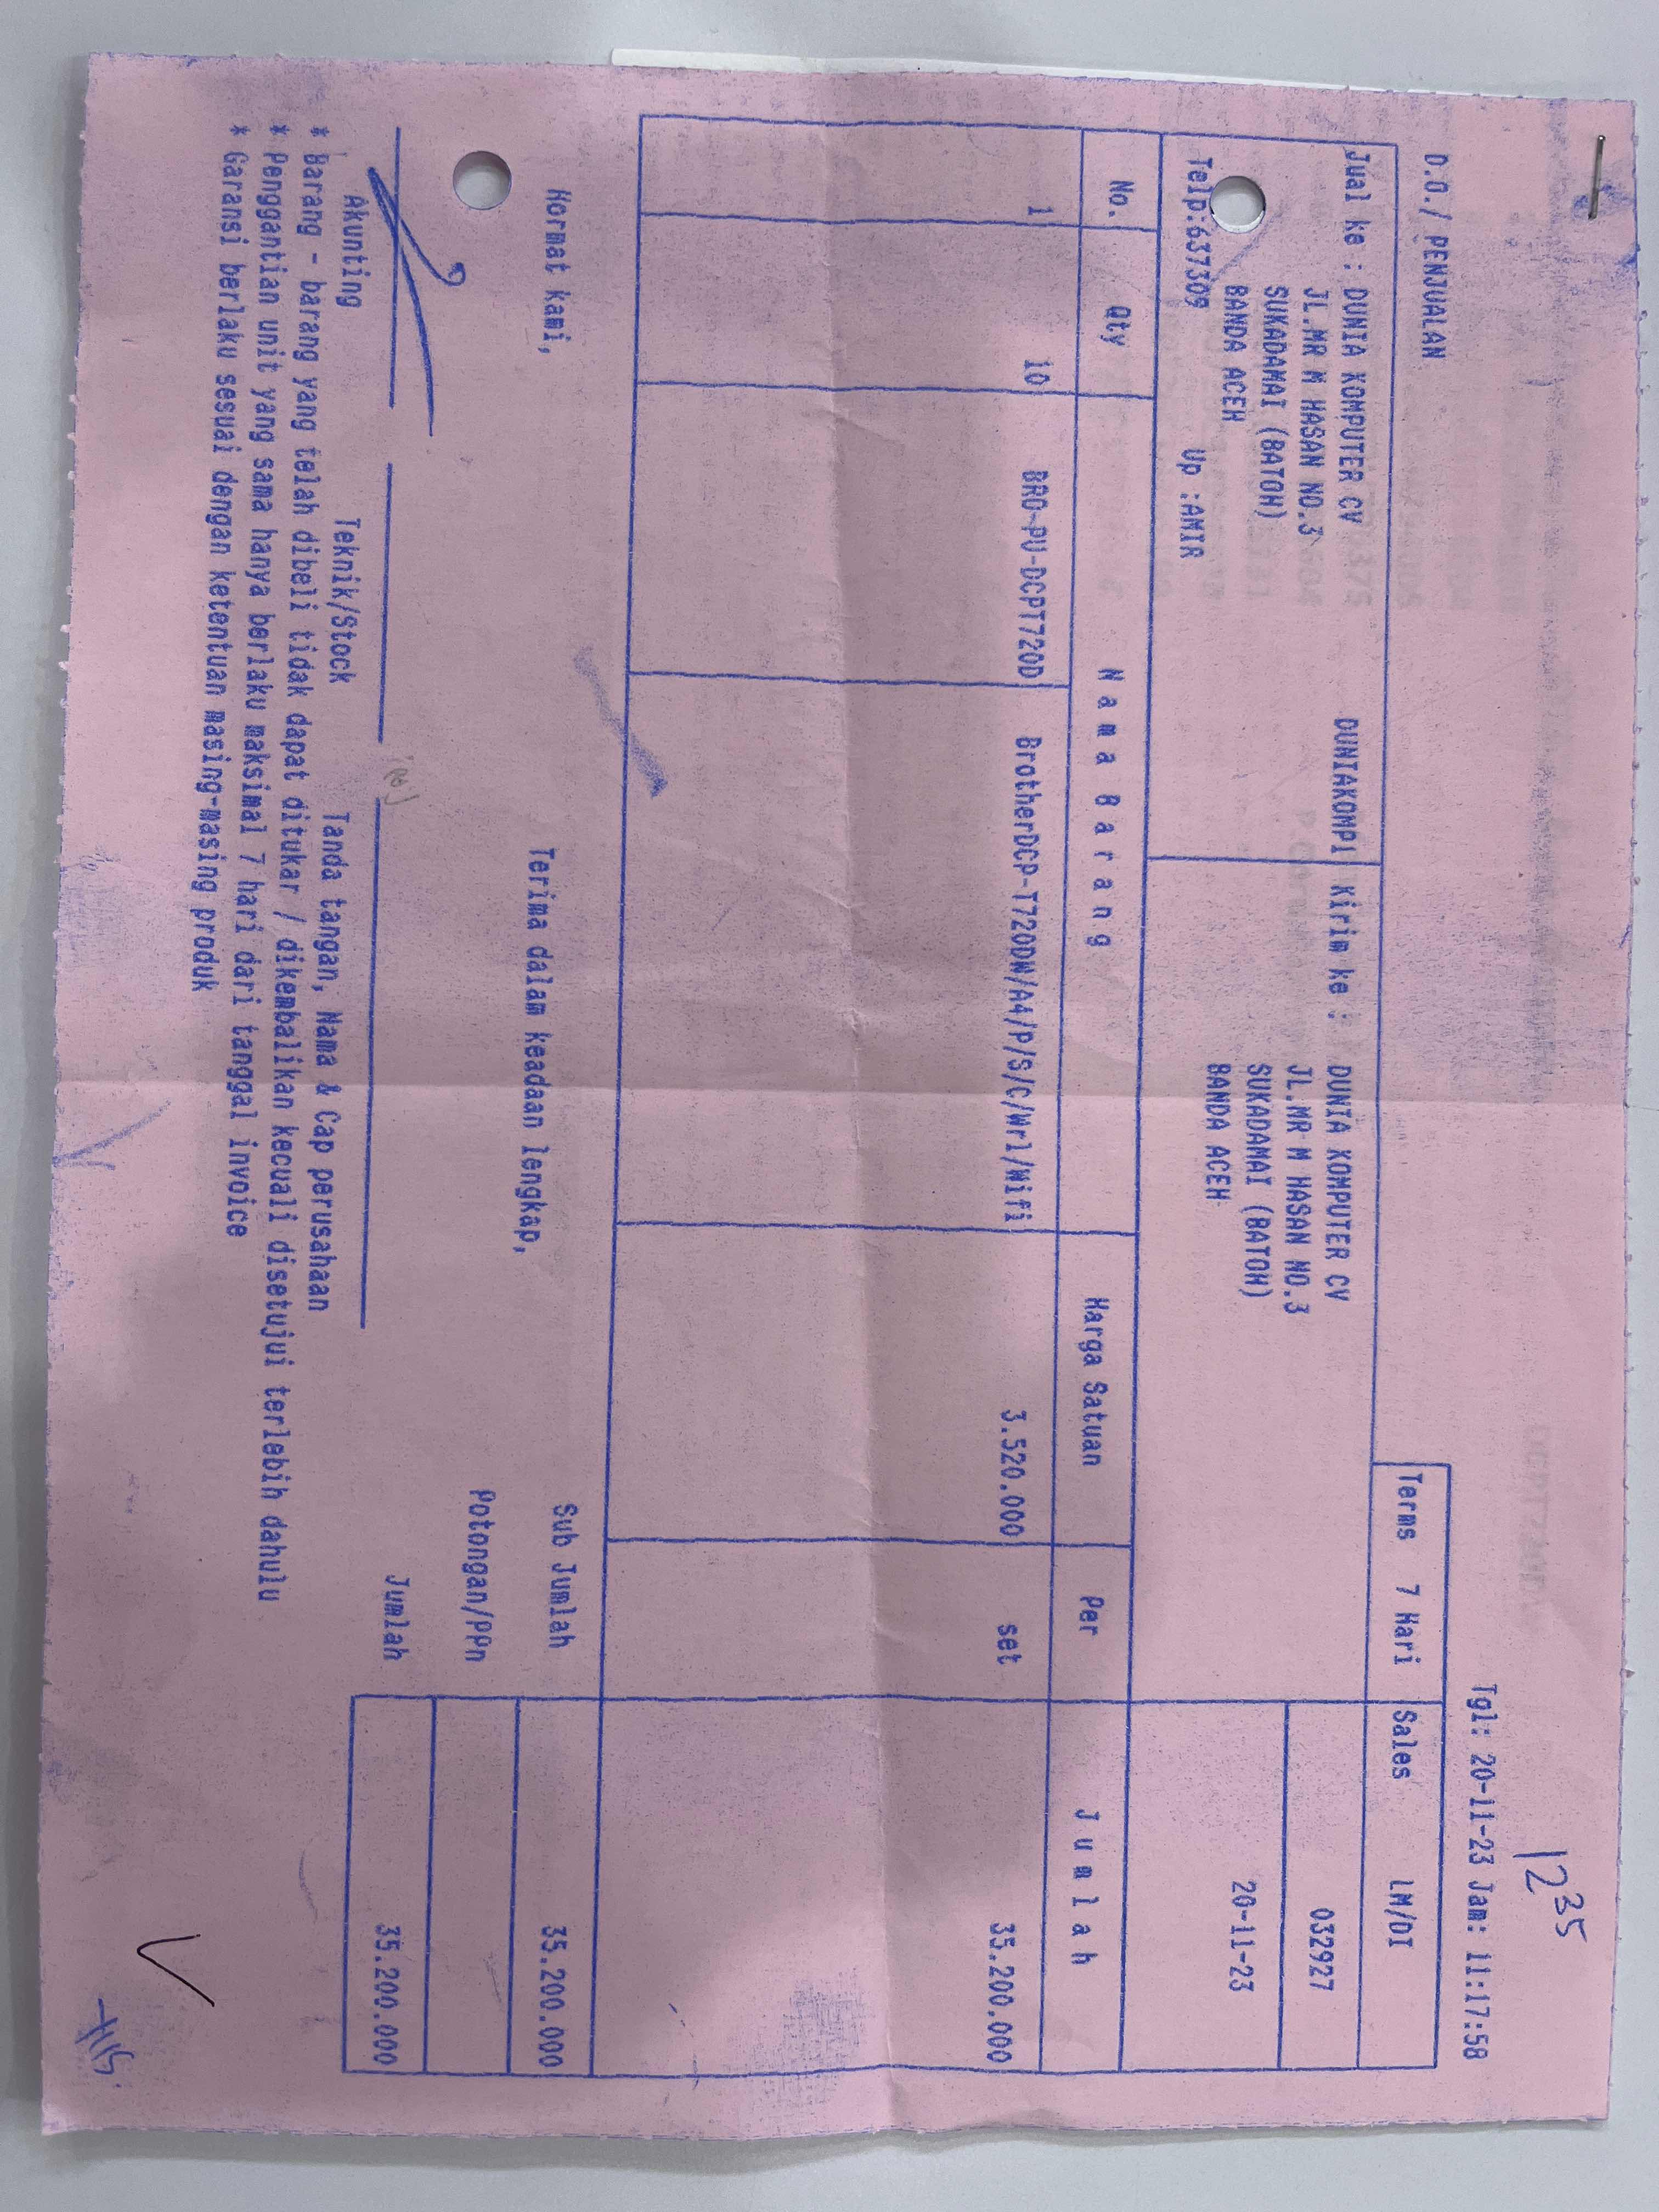 12 35
Tgl: 20-11-23 Jam: 11:17:58
D.O./ PENJUALAN
Terms 7 Hari Sales LM/DI
Jual ke : DUNIA KOMPUTER CV DUNIAKOMP1 Kirim ke : DUNIA KOMPUTER CV 032927
JL.MR M HASAN NO.3 JL.MR M HASAN NO.3
SUKADAMAI (BATOH) SUKADAMAI (BATOH) 20-11-23
BANDA ACEH BANDA ACEH
Telp:637309 Up :AMIR
No. Qty Nama Barang Harga Satuan Per Jumlah
1 10 BRO-PU-DCPT720D BrotherDCP-T720DW/A4/P/S/C/Wrl/Wifi 3.520.000 set 35.200.000
Hormat kami, Terima dalam keadaan lengkap, Sub Jumlah 35.200.000
Potongan/PPn
Jumlah 35.200.000
Akunting Teknik/Stock Tanda tangan, Nama & Cap perusahaan
* Barang - barang yang telah dibeli tidak dapat ditukar / dikembalikan kecuali disetujui terlebih dahulu
* Penggantian unit yang sama hanya berlaku maksimal 7 hari dari tanggal invoice
* Garansi berlaku sesuai dengan ketentuan masing-masing produk